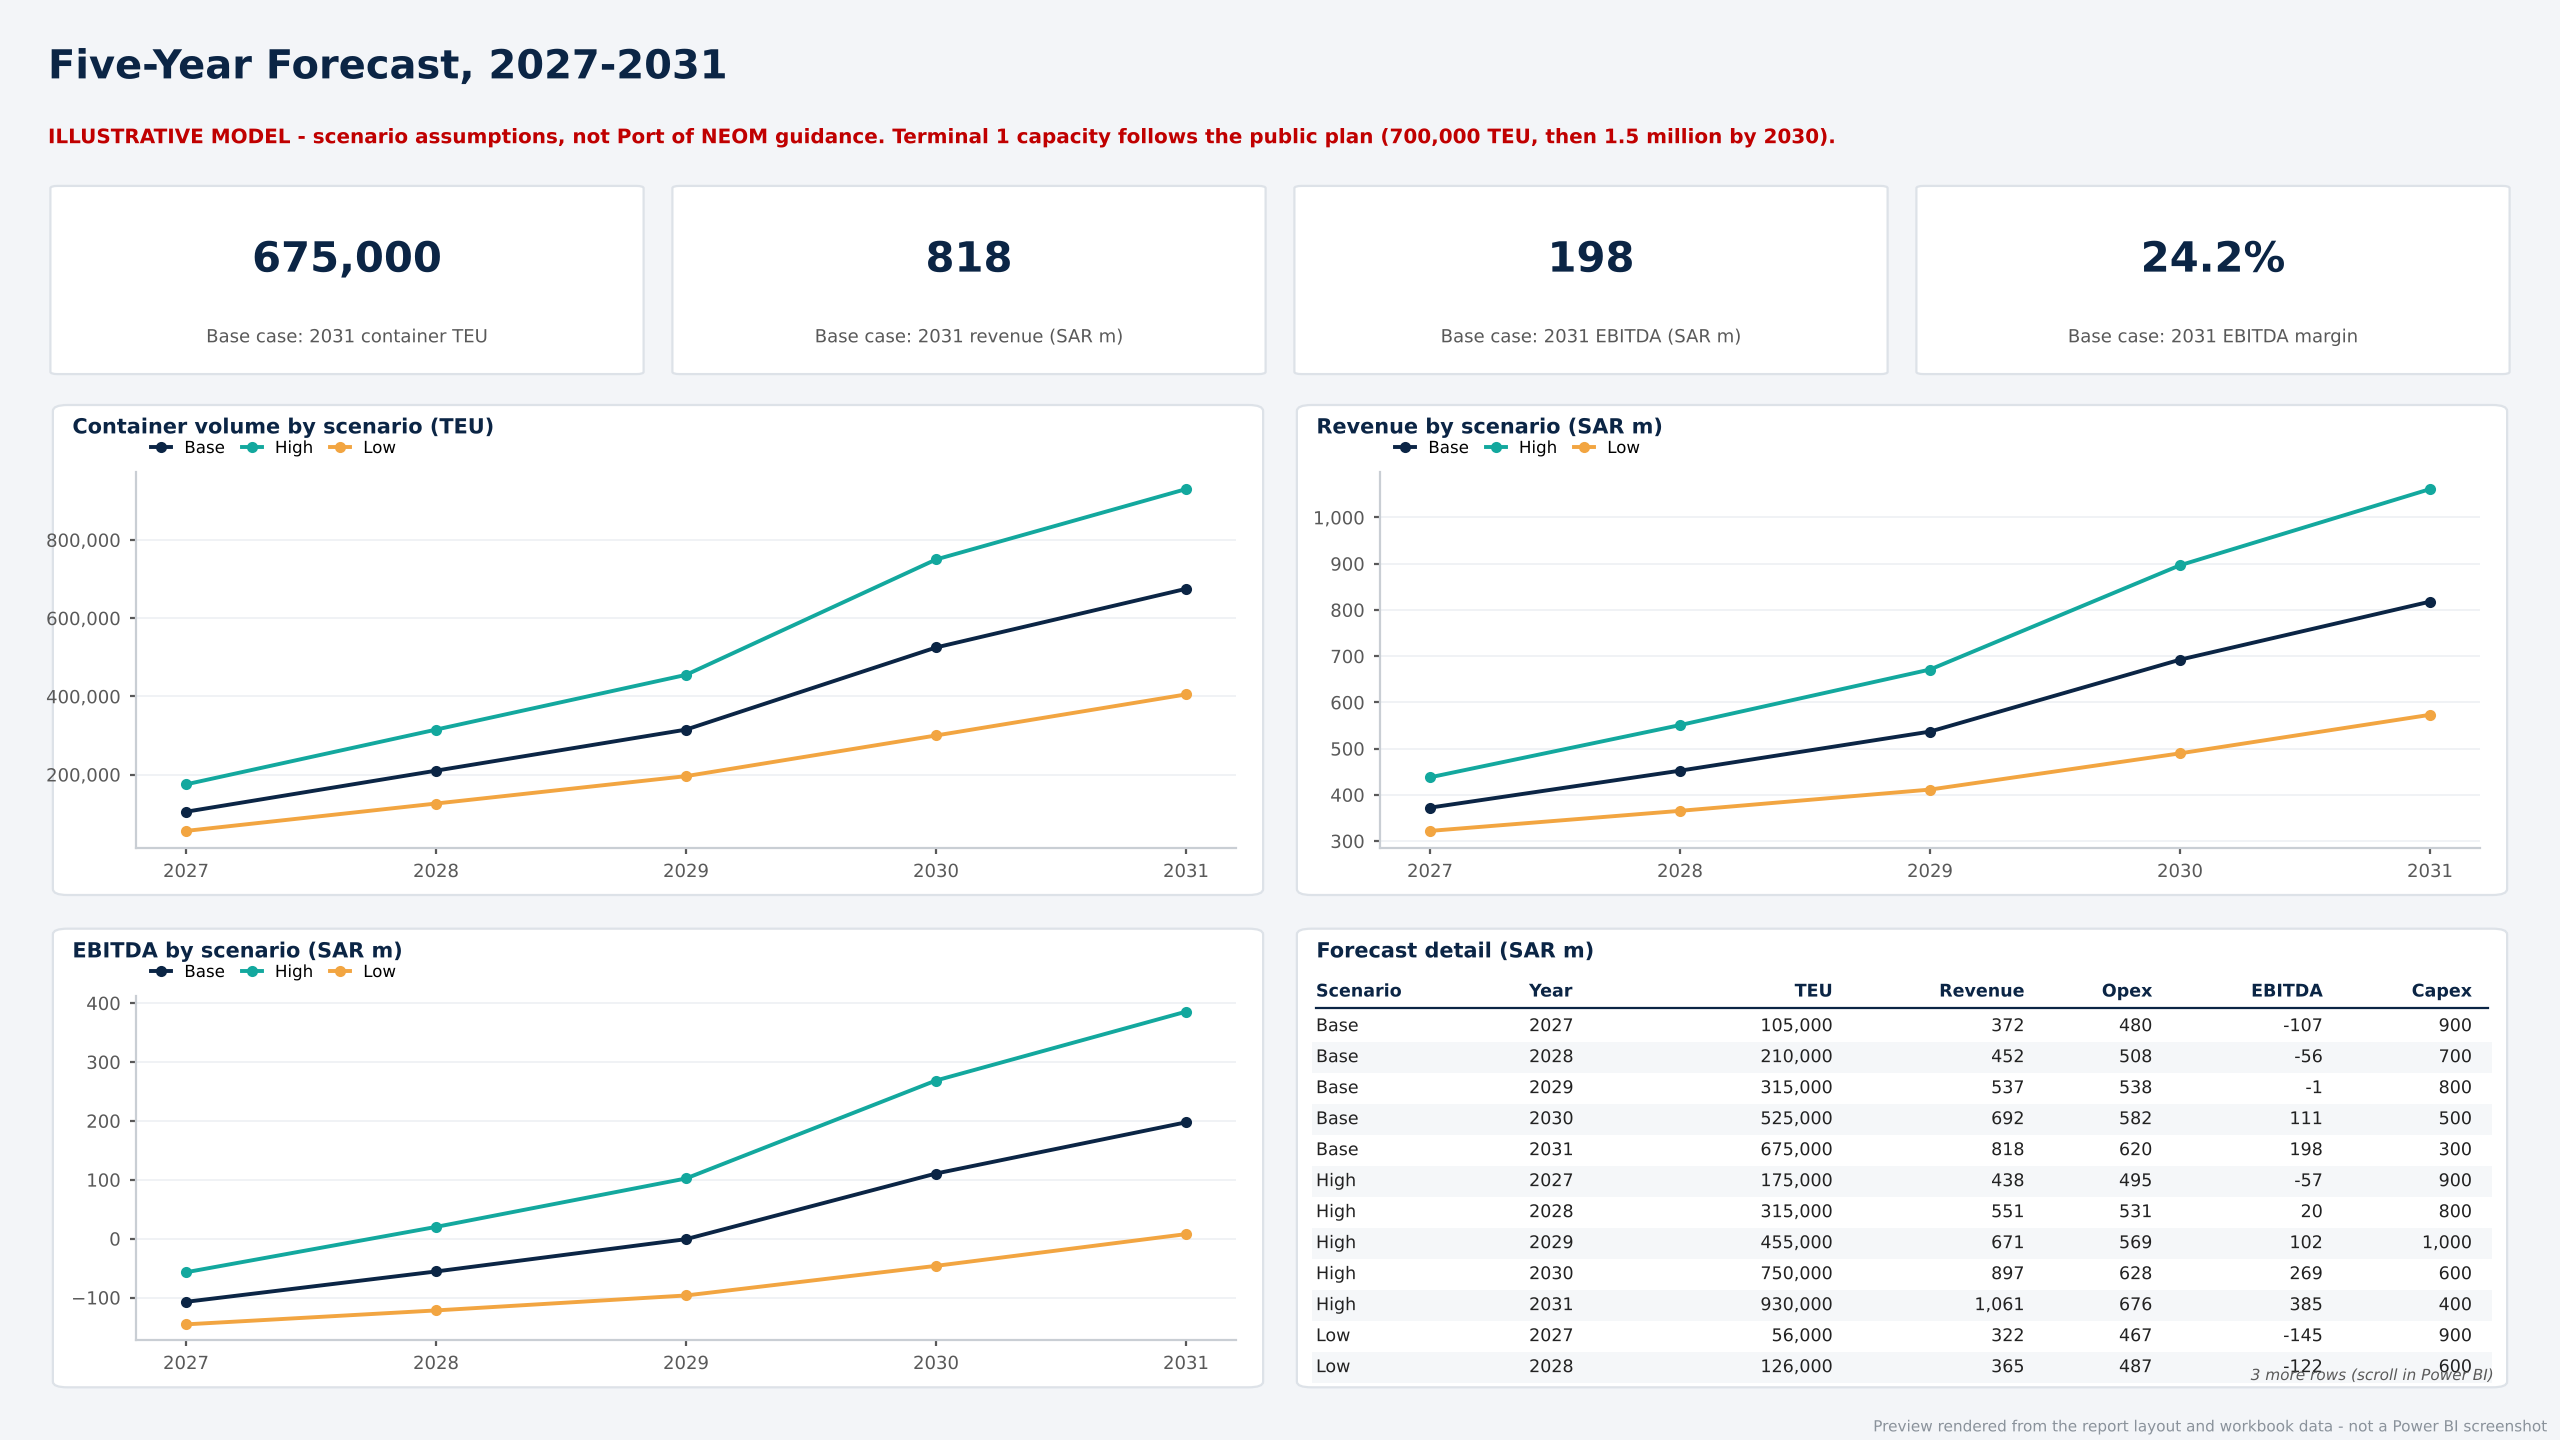 Five-Year Forecast, 2027-2031
ILLUSTRATIVE MODEL - scenario assumptions, not Port of NEOM guidance. Terminal 1 capacity follows the public plan (700,000 TEU, then 1.5 million by 2030).
675,000
Base case: 2031 container TEU
818
Base case: 2031 revenue (SAR m)
198
Base case: 2031 EBITDA (SAR m)
24.2%
Base case: 2031 EBITDA margin
Container volume by scenario (TEU)
Base High Low
800,000
600,000
400,000
200,000
2027 2028 2029 2030 2031
Revenue by scenario (SAR m)
Base High Low
1,000
900
800
700
600
500
400
300
2027 2028 2029 2030 2031
EBITDA by scenario (SAR m)
Base High Low
400
300
200
100
0
−100
2027 2028 2029 2030 2031
Forecast detail (SAR m)
Scenario Year TEU Revenue Opex EBITDA Capex
Base 2027 105,000 372 480 -107 900
Base 2028 210,000 452 508 -56 700
Base 2029 315,000 537 538 -1 800
Base 2030 525,000 692 582 111 500
Base 2031 675,000 818 620 198 300
High 2027 175,000 438 495 -57 900
High 2028 315,000 551 531 20 800
High 2029 455,000 671 569 102 1,000
High 2030 750,000 897 628 269 600
High 2031 1,061 930,000 676 385 400
Low 2027 56,000 322 467 -145 900
Low 2028 126,000 365 487 -122 600
3 more rows (scroll in Power BI)
Preview rendered from the report layout and workbook data - not a Power BI screenshot